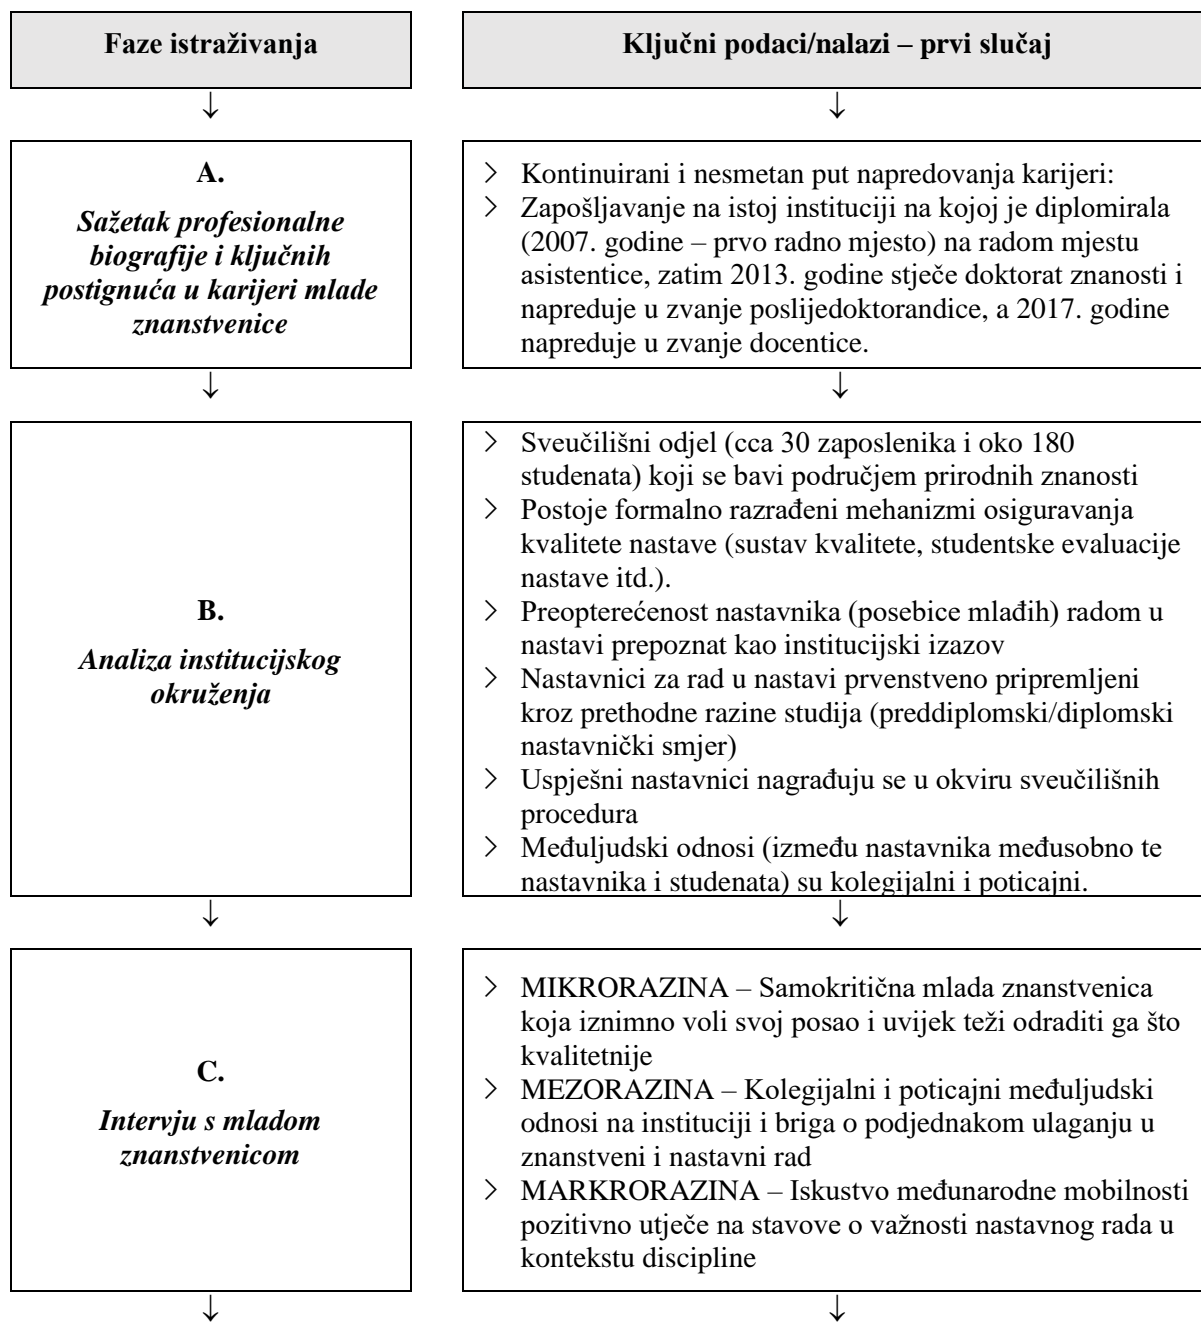 Faze istraživanja
Ključni podaci/nalazi – prvi slučaj
A.
Sažetak profesionalne
biografije i ključnih
postignuća u karijeri mlade
znanstvenice
Kontinuirani i nesmetan put napredovanja karijeri:
Zapošljavanje na istoj instituciji na kojoj je diplomirala
(2007. godine – prvo radno mjesto) na radom mjestu
asistentice, zatim 2013. godine stječe doktorat znanosti i
napreduje u zvanje poslijedoktorandice, a 2017. godine
napreduje u zvanje docentice.
B.
Analiza institucijskog
okruženja
Sveučilišni odjel (cca 30 zaposlenika i oko 180
studenata) koji se bavi područjem prirodnih znanosti
Postoje formalno razrađeni mehanizmi osiguravanja
kvalitete nastave (sustav kvalitete, studentske evaluacije
nastave itd.).
Preopterećenost nastavnika (posebice mlađih) radom u
nastavi prepoznat kao institucijski izazov
Nastavnici za rad u nastavi prvenstveno pripremljeni
kroz prethodne razine studija (preddiplomski/diplomski
nastavnički smjer)
Uspješni nastavnici nagrađuju se u okviru sveučilišnih
procedura
Međuljudski odnosi (između nastavnika međusobno te
nastavnika i studenata) su kolegijalni i poticajni.
C.
Intervju s mladom
znanstvenicom
MIKRORAZINA – Samokritična mlada znanstvenica
koja iznimno voli svoj posao i uvijek teži odraditi ga što
kvalitetnije
MEZORAZINA – Kolegijalni i poticajni međuljudski
odnosi na instituciji i briga o podjednakom ulaganju u
znanstveni i nastavni rad
MARKRORAZINA – Iskustvo međunarodne mobilnosti
pozitivno utječe na stavove o važnosti nastavnog rada u
kontekstu discipline